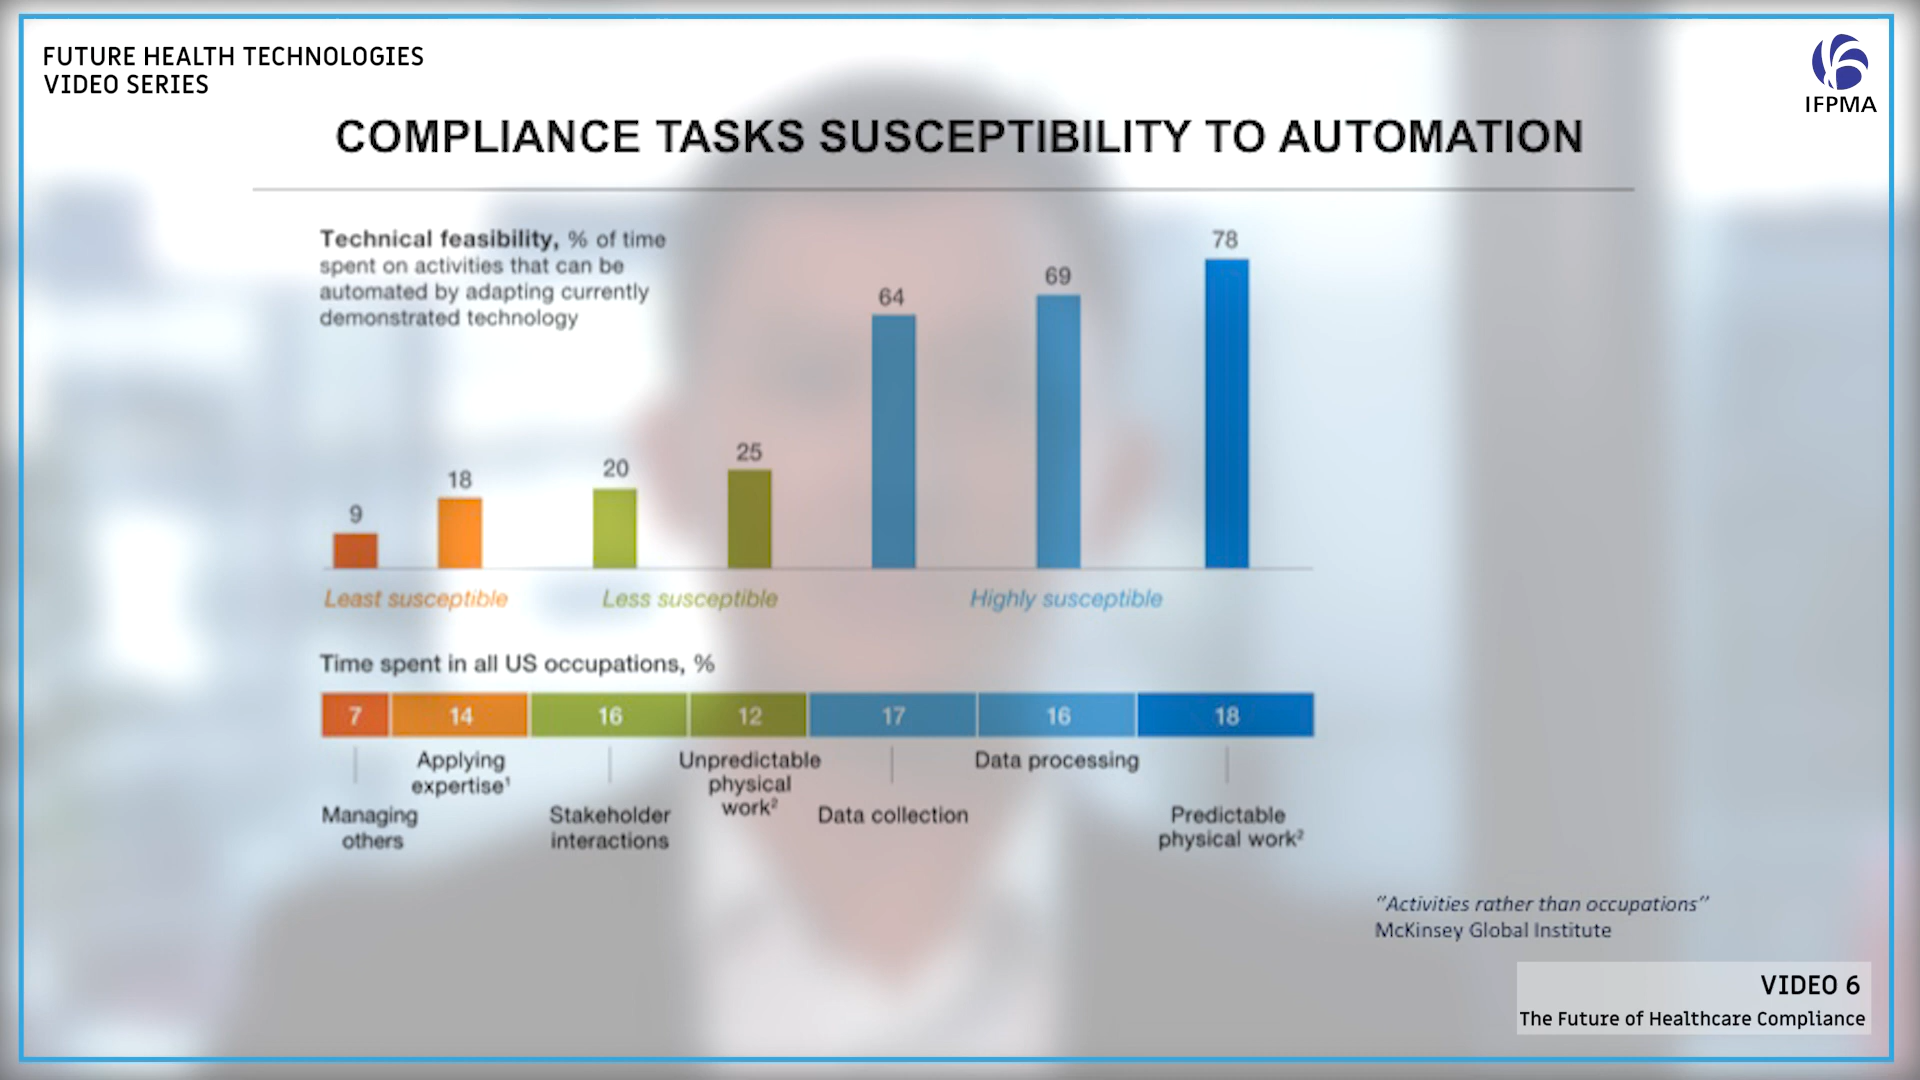 FUTURE HEALTH TECHNOLOGIES
VIDEO SERIES
IFPMA
COMPLIANCE TASKS SUSCEPTIBILITY TO AUTOMATION
Technical feasibility, % of time
spent on activities that can be
automated by adapting currently
demonstrated technology
9
18
20
25
64
69
78
Least susceptible
Less susceptible
Highly susceptible
Time spent in all US occupations, %
7
14
16
12
17
16
18
Managing
others
Applying
expertise¹
Stakeholder
interactions
Unpredictable
physical
work²
Data collection
Data processing
Predictable
physical work²
"Activities rather than occupations"
McKinsey Global Institute
VIDEO 6
The Future of Healthcare Compliance